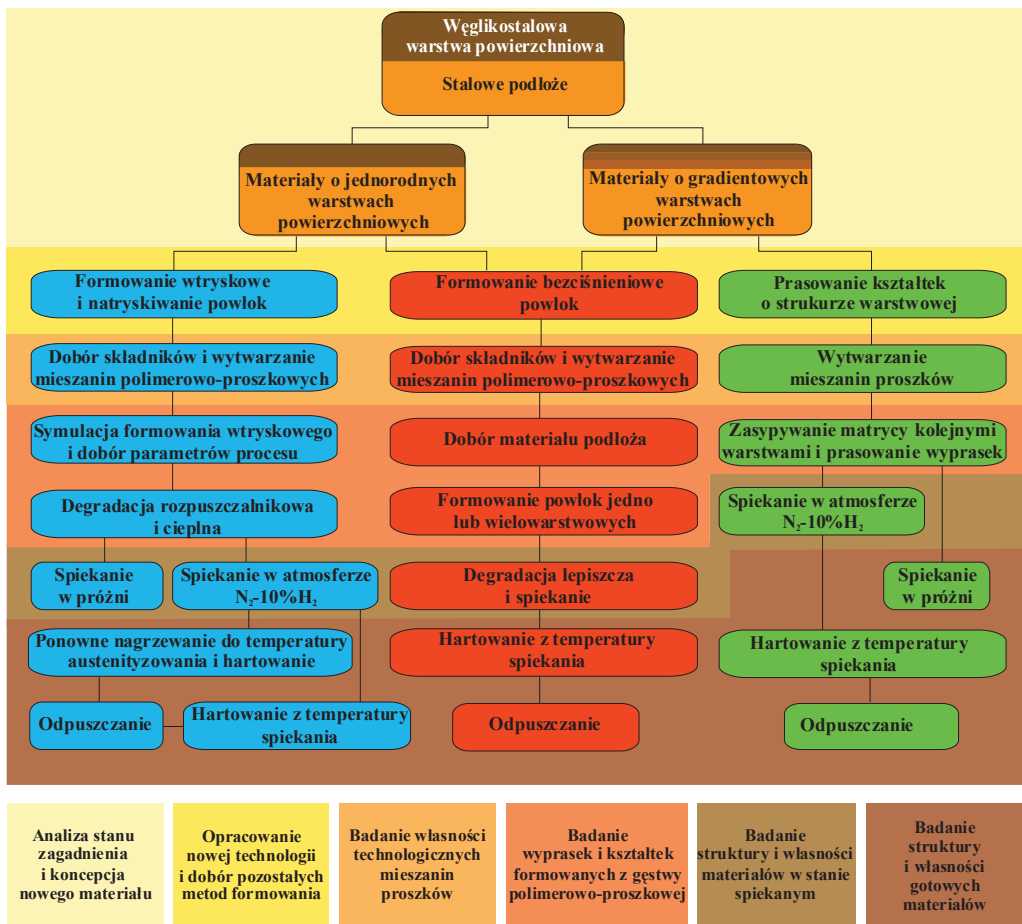 Węglikostalowa
warstwa powierzchniowa
Stalowe podłoże
Materiały o jednorodnych
warstwach
powierzchniowych
Materiały o gradientowych
warstwach
powierzchniowych
Formowanie wtryskowe
i natryskiwanie powłok
Formowanie bezciśnieniowe
powłok
Prasowanie kształtek
o strukurze warstwowej
Dobór składników i wytwarzanie
mieszanin polimerowo-proszkowych
Dobór składników i wytwarzanie
mieszanin polimerowo-proszkowych
Wytwarzanie
mieszanin proszków
Symulacja formowania wtryskowego
i dobór parametrów procesu
Dobór materiału podłoża
Zasypywanie matrycy kolejnymi
warstwami i prasowanie wyprasek
Degradacja rozpuszczalnikowa
i cieplna
Formowanie powłok jedno
lub wielowarstwowych
Spiekanie w atmosferze
N₂-10%H₂
Spiekanie
w próżni
Spiekanie w atmosferze
N₂-10%H₂
Degradacja lepiszcza
i spiekanie
Spiekanie
w próżni
Ponowne nagrzewanie do temperatury
austenityzowania i hartowanie
Hartowanie z temperatury
spiekania
Hartowanie z temperatury
spiekania
Odpuszczanie
Hartowanie z temperatury
spiekania
Odpuszczanie
Odpuszczanie
Analiza stanu
zagadnienia
i koncepcja
nowego materiału
Opracowanie
nowej technologii
i dobór pozostałych
metod formowania
Badanie własności
technologicznych
mieszanin
proszków
Badanie
wyprasek i kształtek
formowanych z gęstwy
polimerowo-proszkowej
Badanie
struktury i własności
materiałów w stanie
spiekanym
Badanie
struktury
i własności
gotowych
materiałów